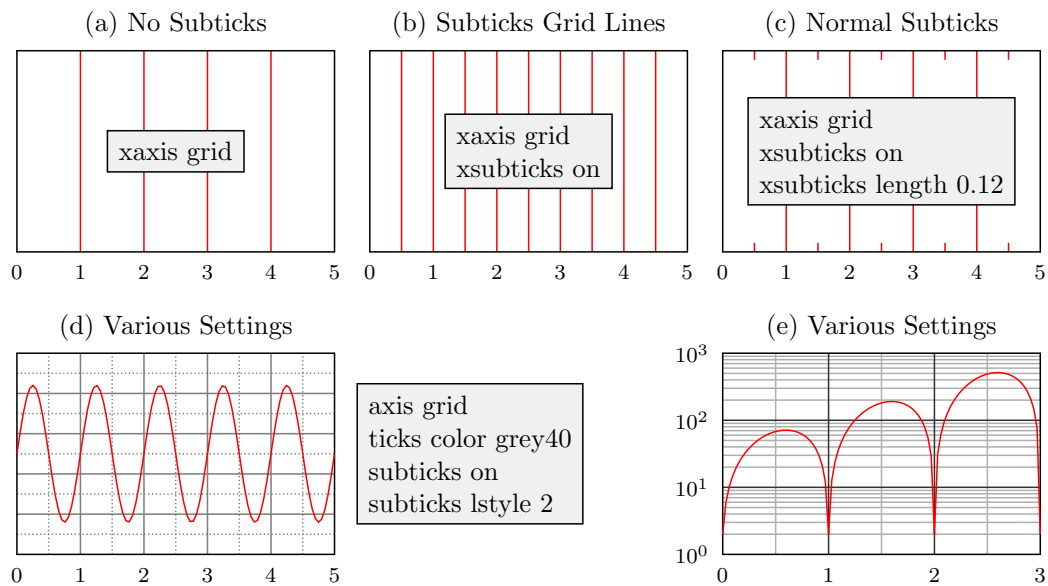 (a) No Subticks
(b) Subticks Grid Lines
(c) Normal Subticks
xaxis grid
xaxis grid
xsubticks on
xaxis grid
xsubticks on
xsubticks length 0.12
0 1 2 3 4 5
0 1 2 3 4 5
0 1 2 3 4 5
(d) Various Settings
(e) Various Settings
axis grid
ticks color grey40
subticks on
subticks lstyle 2
10³
10²
10¹
10⁰
0 1 2 3 4 5
0 1 2 3